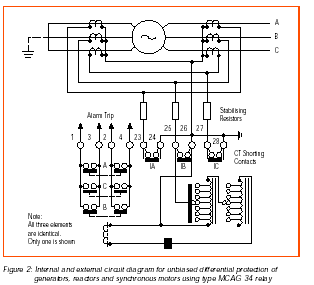 A
B
C
Alarm Trip
Stabilising
Resistors
1 3 2 4 23 24 25 26 27 28
CT Shorting
Contacts
IA IB IC
A
C
B
Note:
All three elements
are identical.
Only one is shown
Figure 2: Internal and external circuit diagram for unbiased differential protection of
generators, reactors and synchronous motors using type MCAG 34 relay